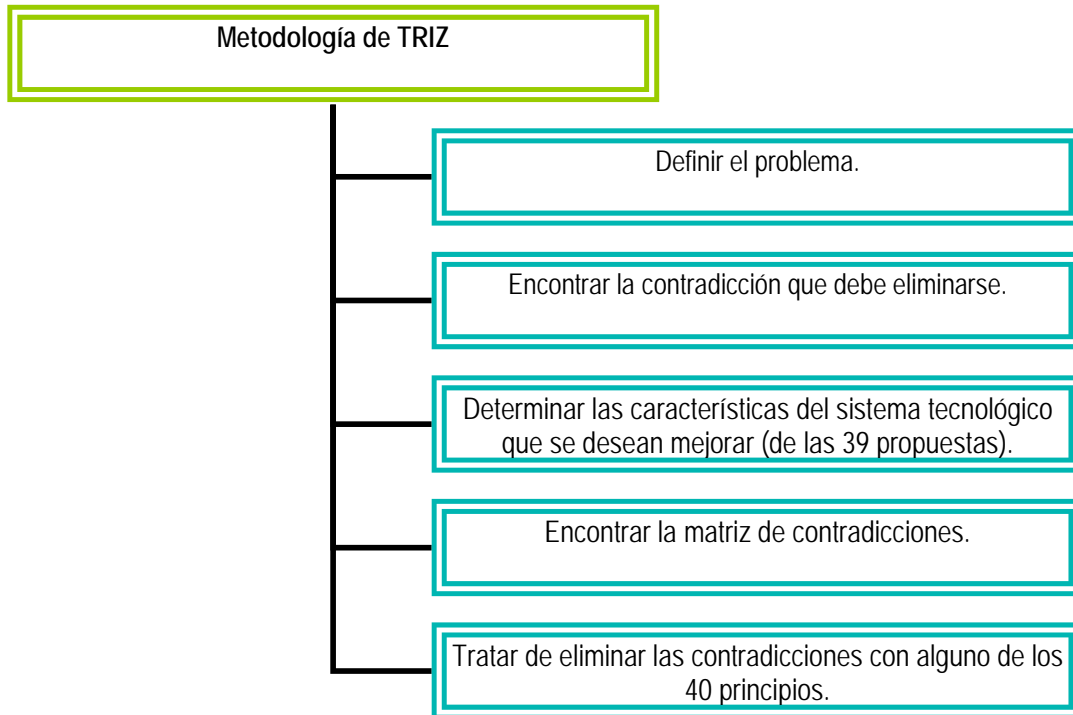 Metodología de TRIZ
Definir el problema.
Encontrar la contradicción que debe eliminarse.
Determinar las características del sistema tecnológico
que se desean mejorar (de las 39 propuestas).
Encontrar la matriz de contradicciones.
Tratar de eliminar las contradicciones con alguno de los
40 principios.